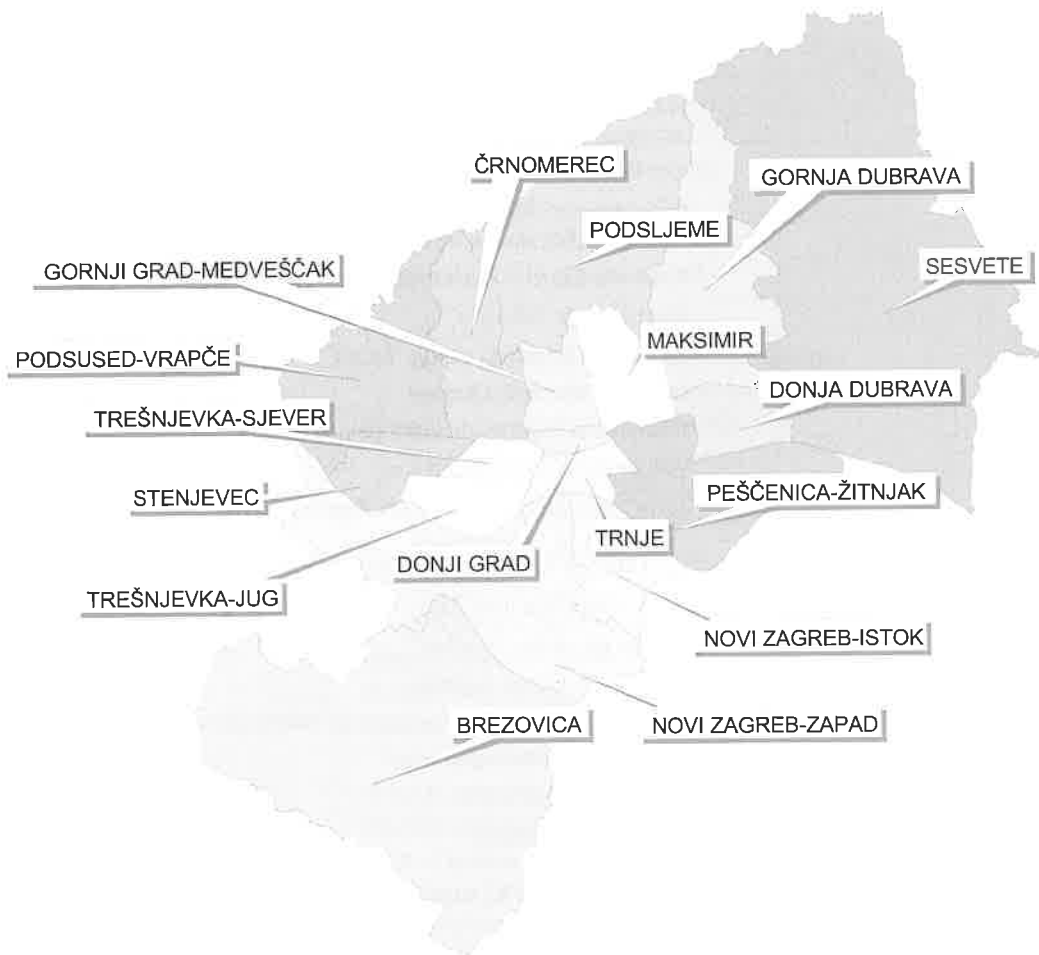 ČRNOMEREC
GORNJA DUBRAVA
PODSLJEME
GORNJI GRAD-MEDVEŠČAK
SESVETE
MAKSIMIR
PODSUSED-VRAPČE
DONJA DUBRAVA
TREŠNJEVKA-SJEVER
STENJEVEC
PEŠČENICA-ŽITNJAK
TRNJE
DONJI GRAD
TREŠNJEVKA-JUG
NOVI ZAGREB-ISTOK
BREZOVICA
NOVI ZAGREB-ZAPAD